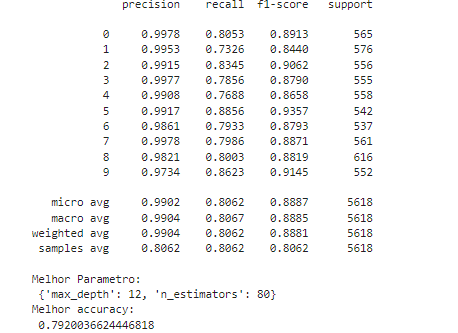 precision recall f1-score support
0 0.9978 0.8053 0.8913 565
1 0.9953 0.7326 0.8440 576
2 0.9915 0.8345 0.9062 556
3 0.9977 0.7856 0.8790 555
4 0.9908 0.7688 0.8658 558
5 0.9917 0.8856 0.9357 542
6 0.9861 0.7933 0.8793 537
7 0.9978 0.7986 0.8871 561
8 0.9821 0.8003 0.8819 616
9 0.9734 0.8623 0.9145 552
micro avg 0.9902 0.8062 0.8887 5618
macro avg 0.9904 0.8067 0.8885 5618
weighted avg 0.9904 0.8062 0.8881 5618
samples avg 0.8062 0.8062 0.8062 5618
Melhor Parametro:
{'max_depth': 12, 'n_estimators': 80}
Melhor accuracy:
0.7920036624446818